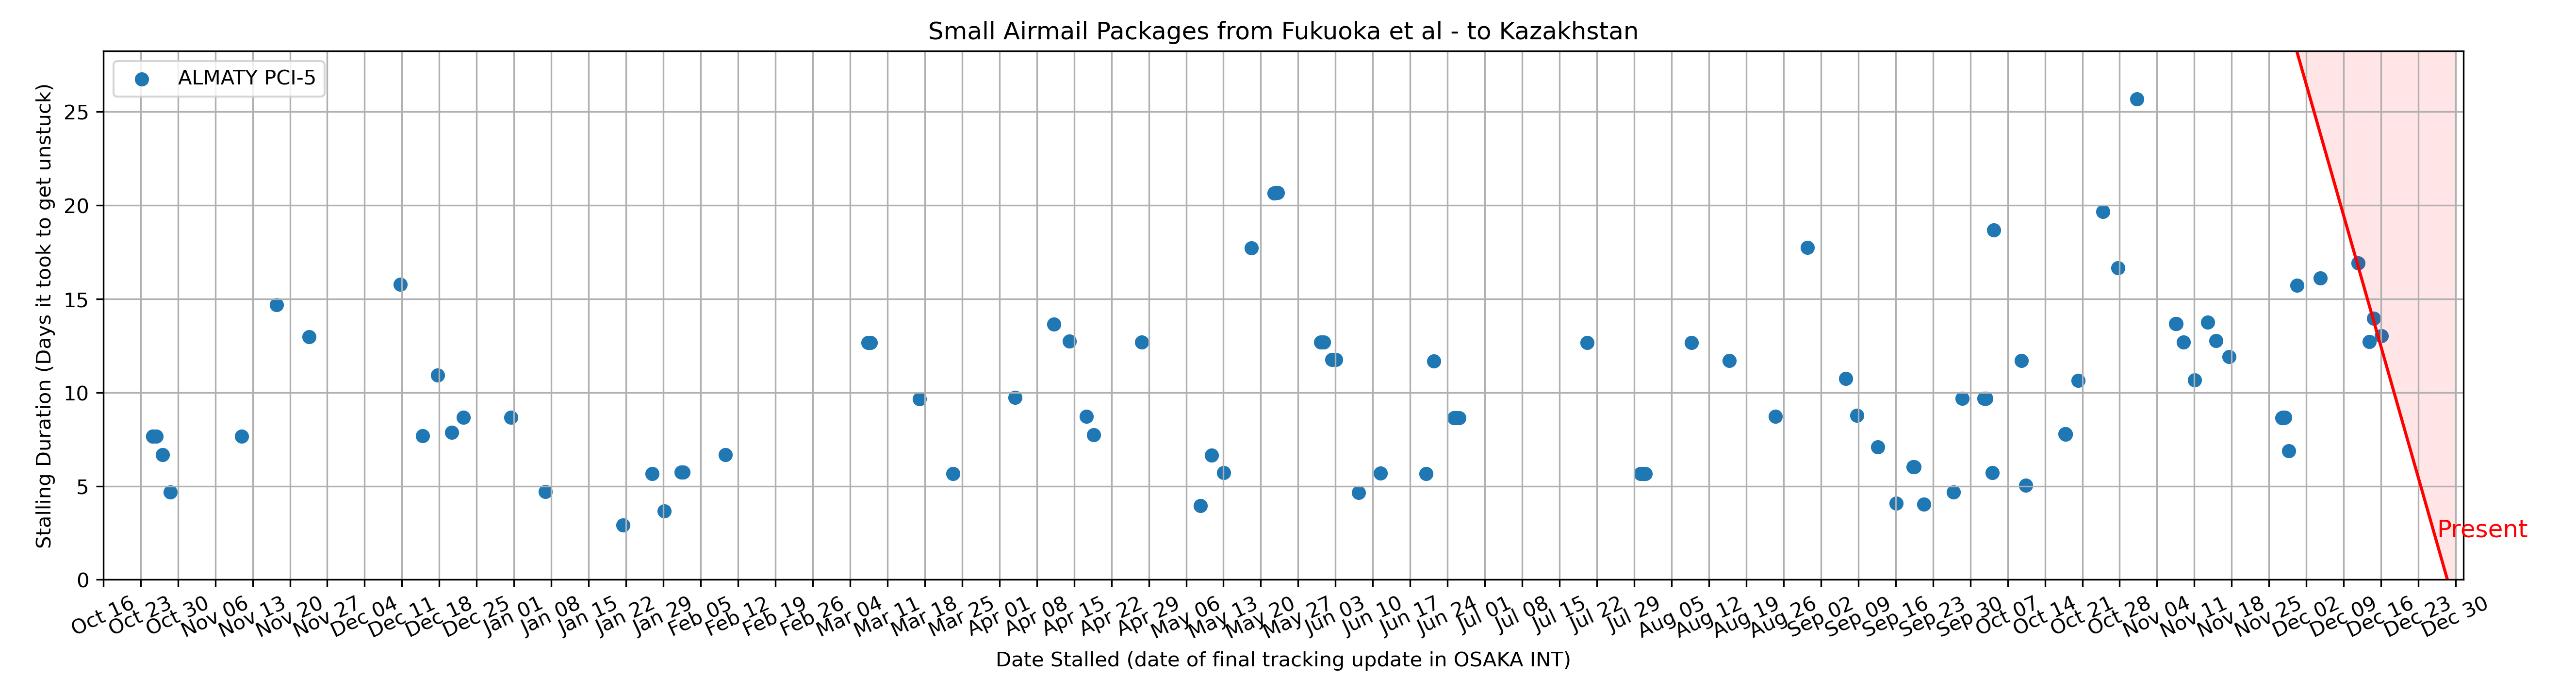 Small Airmail Packages from Fukuoka et al - to Kazakhstan
ALMATY PCI-5
Stalling Duration (Days it took to get unstuck)
25
20
15
10
5
0
Present
Oct 16
Oct 23
Oct 30
Nov 06
Nov 13
Nov 20
Nov 27
Dec 04
Dec 11
Dec 18
Dec 25
Jan 01
Jan 08
Jan 15
Jan 22
Jan 29
Feb 05
Feb 12
Feb 19
Feb 26
Mar 04
Mar 11
Mar 18
Mar 25
Apr 01
Apr 08
Apr 15
Apr 22
Apr 29
May 06
May 13
May 20
May 27
Jun 03
Jun 10
Jun 17
Jun 24
Jul 01
Jul 08
Jul 15
Jul 22
Jul 29
Aug 05
Aug 12
Aug 19
Aug 26
Sep 02
Sep 09
Sep 16
Sep 23
Sep 30
Oct 07
Oct 14
Oct 21
Oct 28
Nov 04
Nov 11
Nov 18
Nov 25
Dec 02
Dec 09
Dec 16
Dec 23
Dec 30
Date Stalled (date of final tracking update in OSAKA INT)